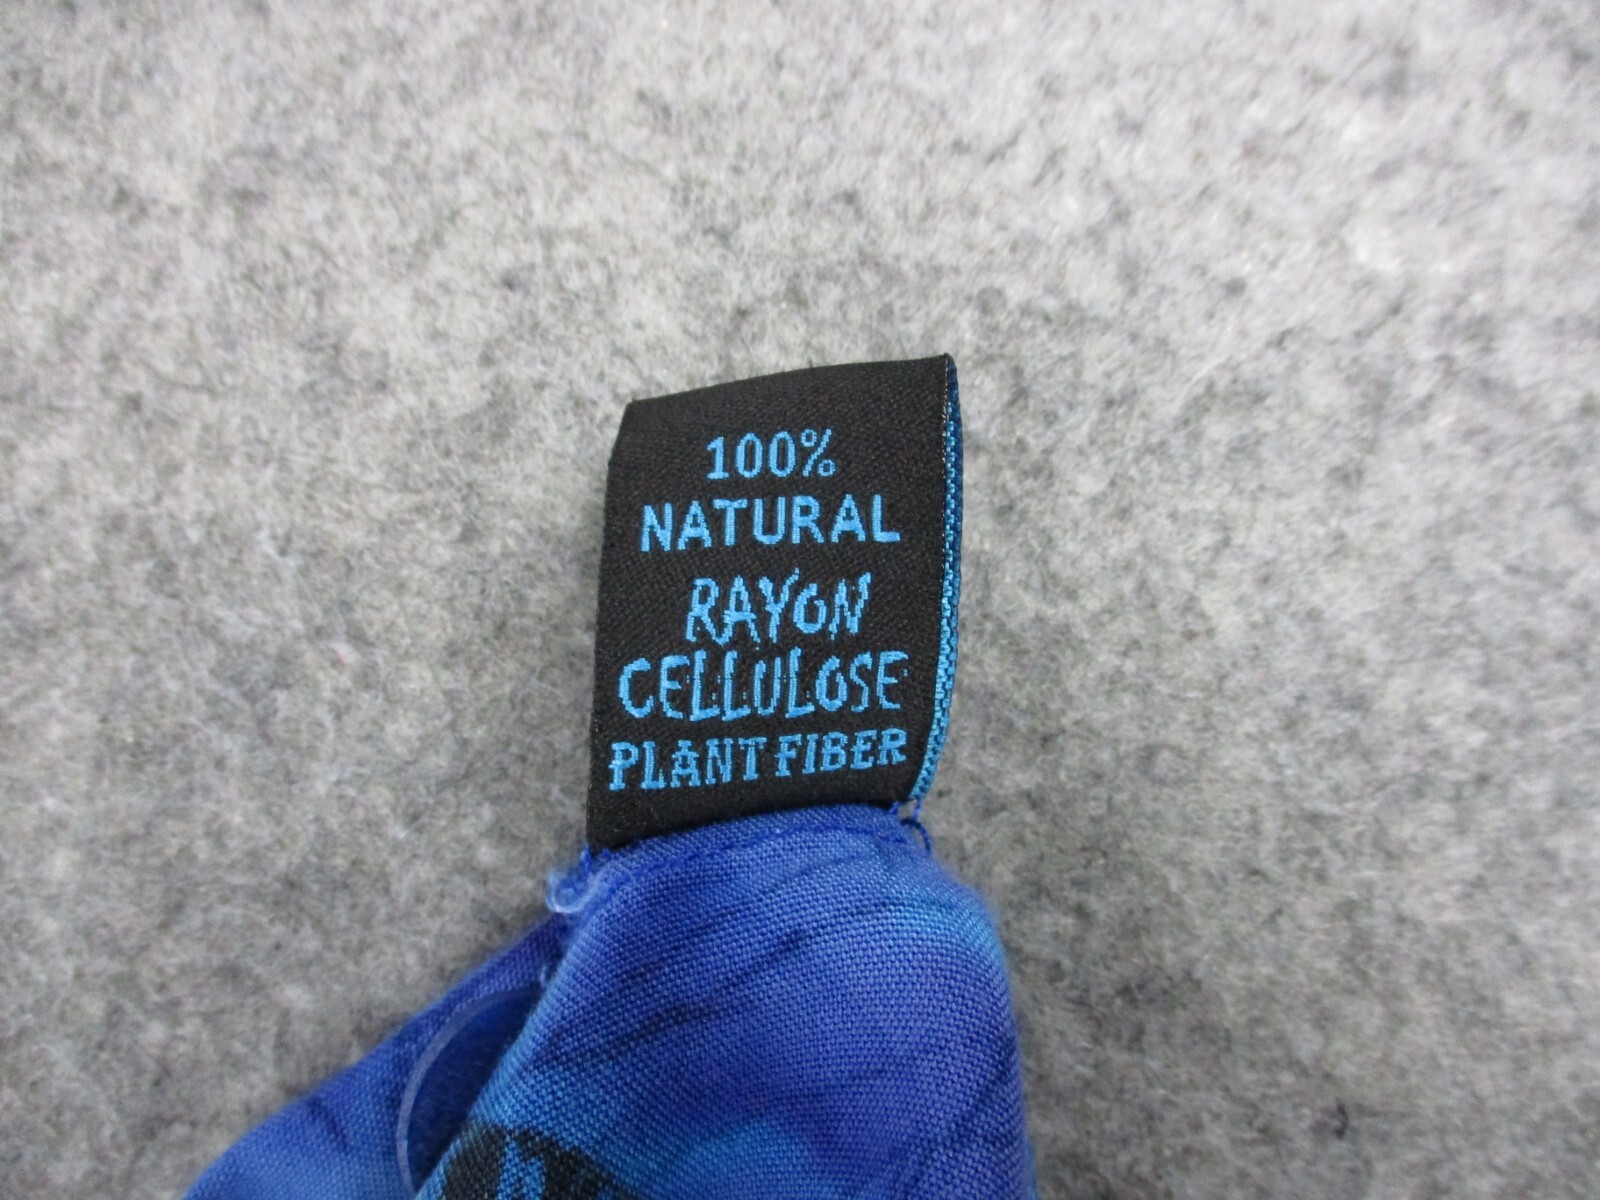 100%
NATURAL
RAYON
CELLULOSE
PLANT FIBER